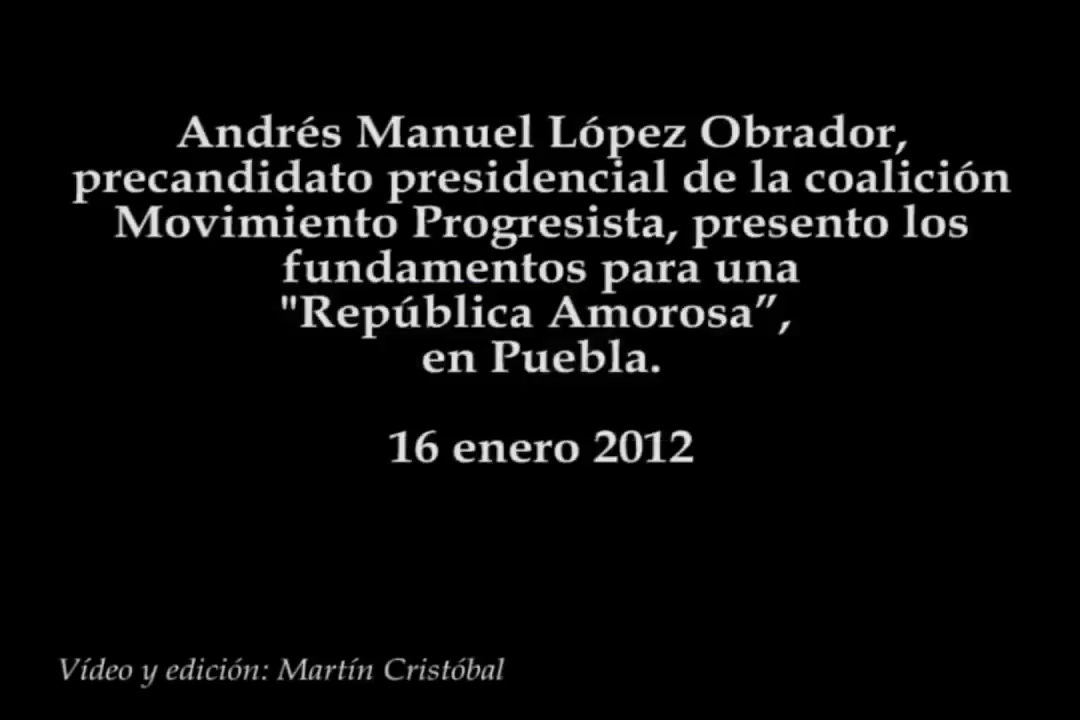 Andrés Manuel López Obrador,
precandidato presidencial de la coalición
Movimiento Progresista, presento los
fundamentos para una
"República Amorosa”,
en Puebla.
16 enero 2012
Vídeo y edición: Martín Cristóbal